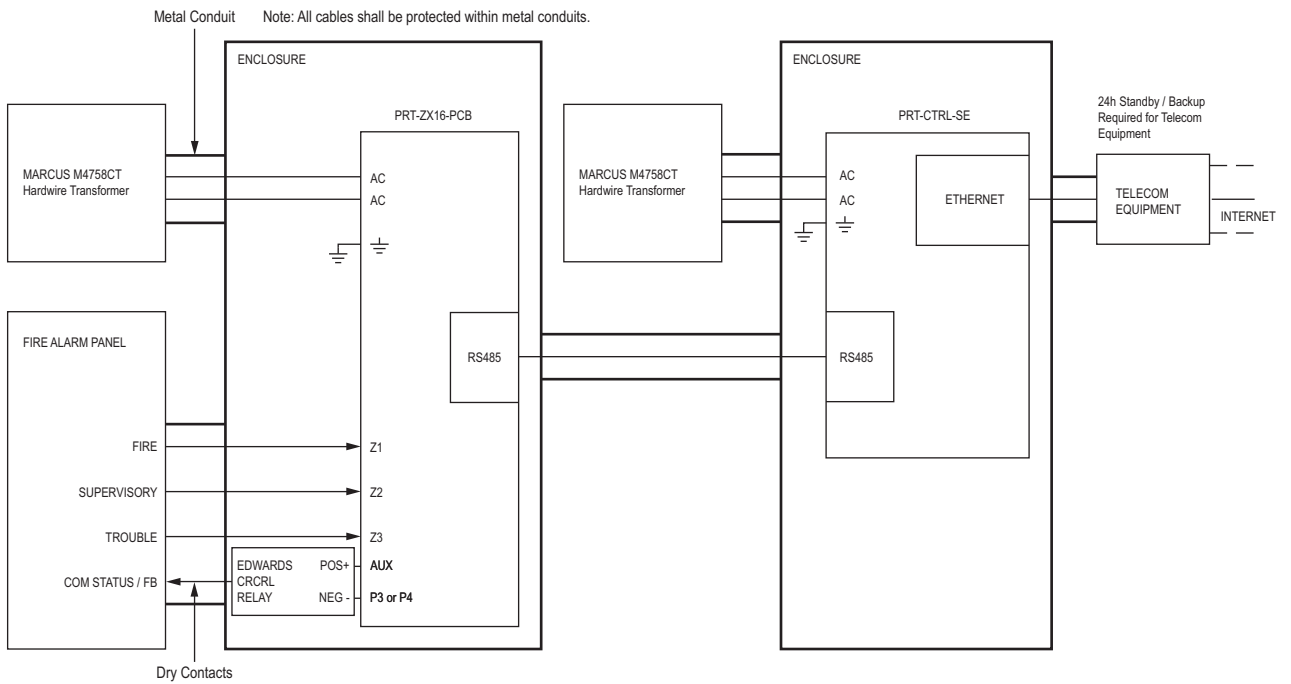 Metal Conduit
Note: All cables shall be protected within metal conduits.
ENCLOSURE
PRT-ZX16-PCB
MARCUS M4758CT
Hardwire Transformer
AC
AC
FIRE ALARM PANEL
RS485
FIRE
Z1
SUPERVISORY
Z2
TROUBLE
Z3
COM STATUS / FB
EDWARDS
CRCRL
RELAY
POS+
NEG -
AUX
P3 or P4
Dry Contacts
MARCUS M4758CT
Hardwire Transformer
ENCLOSURE
PRT-CTRL-SE
AC
AC
ETHERNET
RS485
24h Standby / Backup
Required for Telecom
Equipment
TELECOM
EQUIPMENT
INTERNET